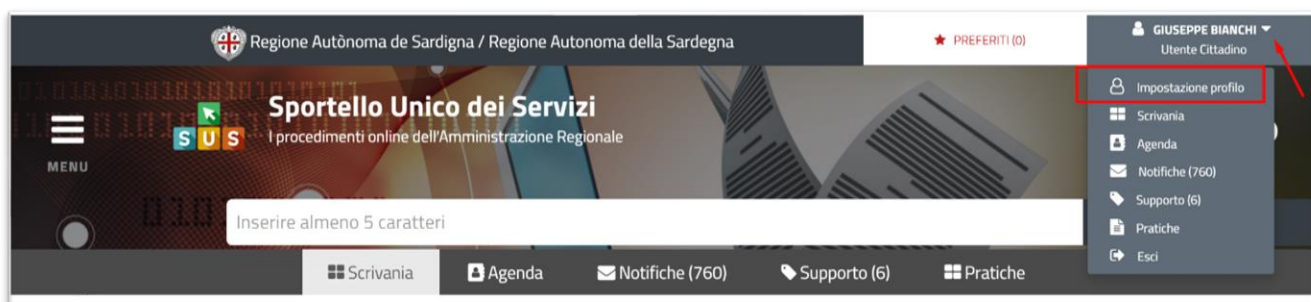 Regione Autònoma de Sardigna / Regione Autonoma della Sardegna
PREFERITI (0)
GIUSEPPE BIANCHI
Utente Cittadino
Impostazione profilo
Scrivania
Agenda
Notifiche (760)
Supporto (6)
Pratiche
Esci
MENU
SUS
Sportello Unico dei Servizi
I procedimenti online dell'Amministrazione Regionale
Inserire almeno 5 caratteri
Scrivania
Agenda
Notifiche (760)
Supporto (6)
Pratiche